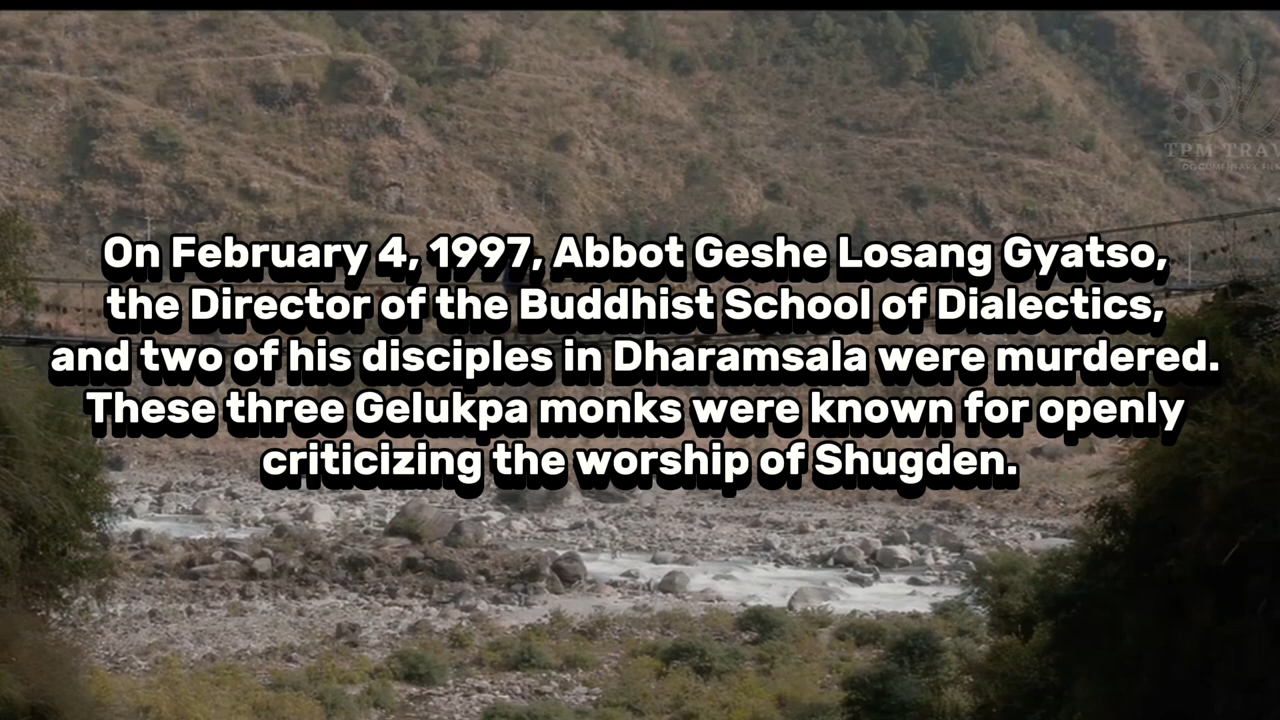 TPM TRAV
On February 4, 1997, Abbot Geshe Losang Gyatso,
the Director of the Buddhist School of Dialectics,
and two of his disciples in Dharamsala were murdered.
These three Gelukpa monks were known for openly
criticizing the worship of Shugden.